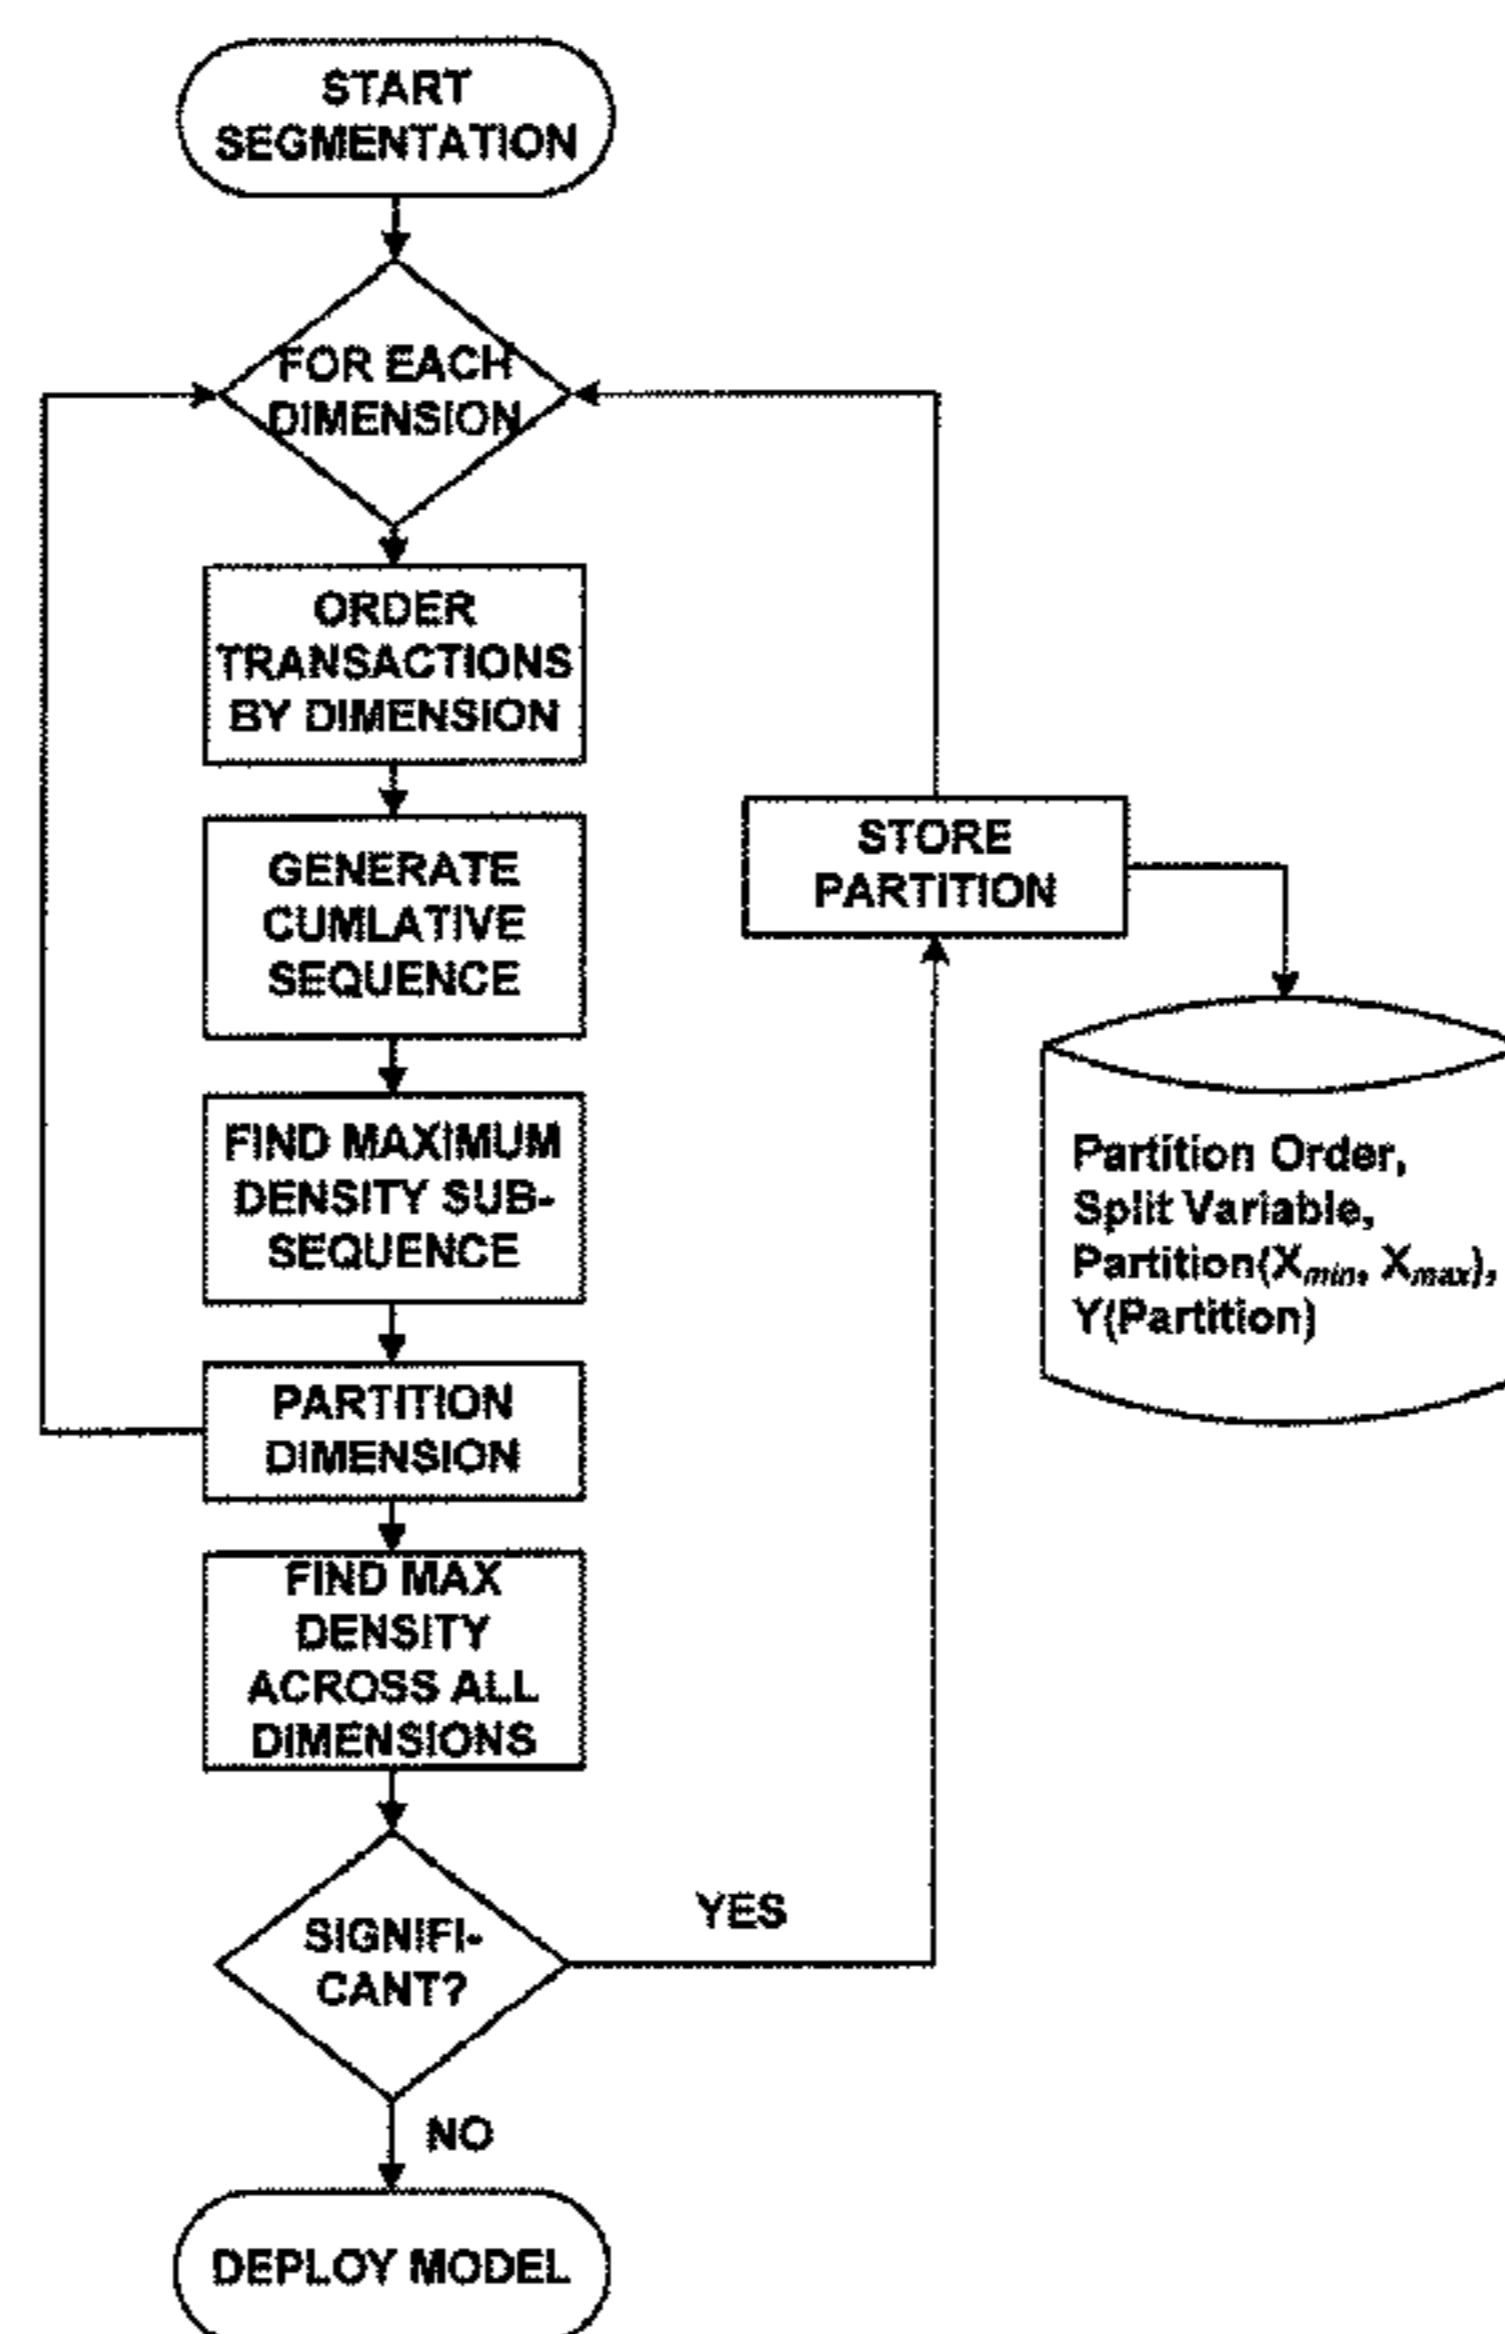 START
SEGMENTATION
FOR EACH
DIMENSION
ORDER
TRANSACTIONS
BY DIMENSION
GENERATE
CUMLATIVE
SEQUENCE
FIND MAXIMUM
DENSITY SUB-
SEQUENCE
PARTITION
DIMENSION
FIND MAX
DENSITY
ACROSS ALL
DIMENSIONS
SIGNIFI-
CANT?
YES
NO
DEPLOY MODEL
STORE
PARTITION
Partition Order,
Split Variable,
Partition(Xmin, Xmax),
Y(Partition)